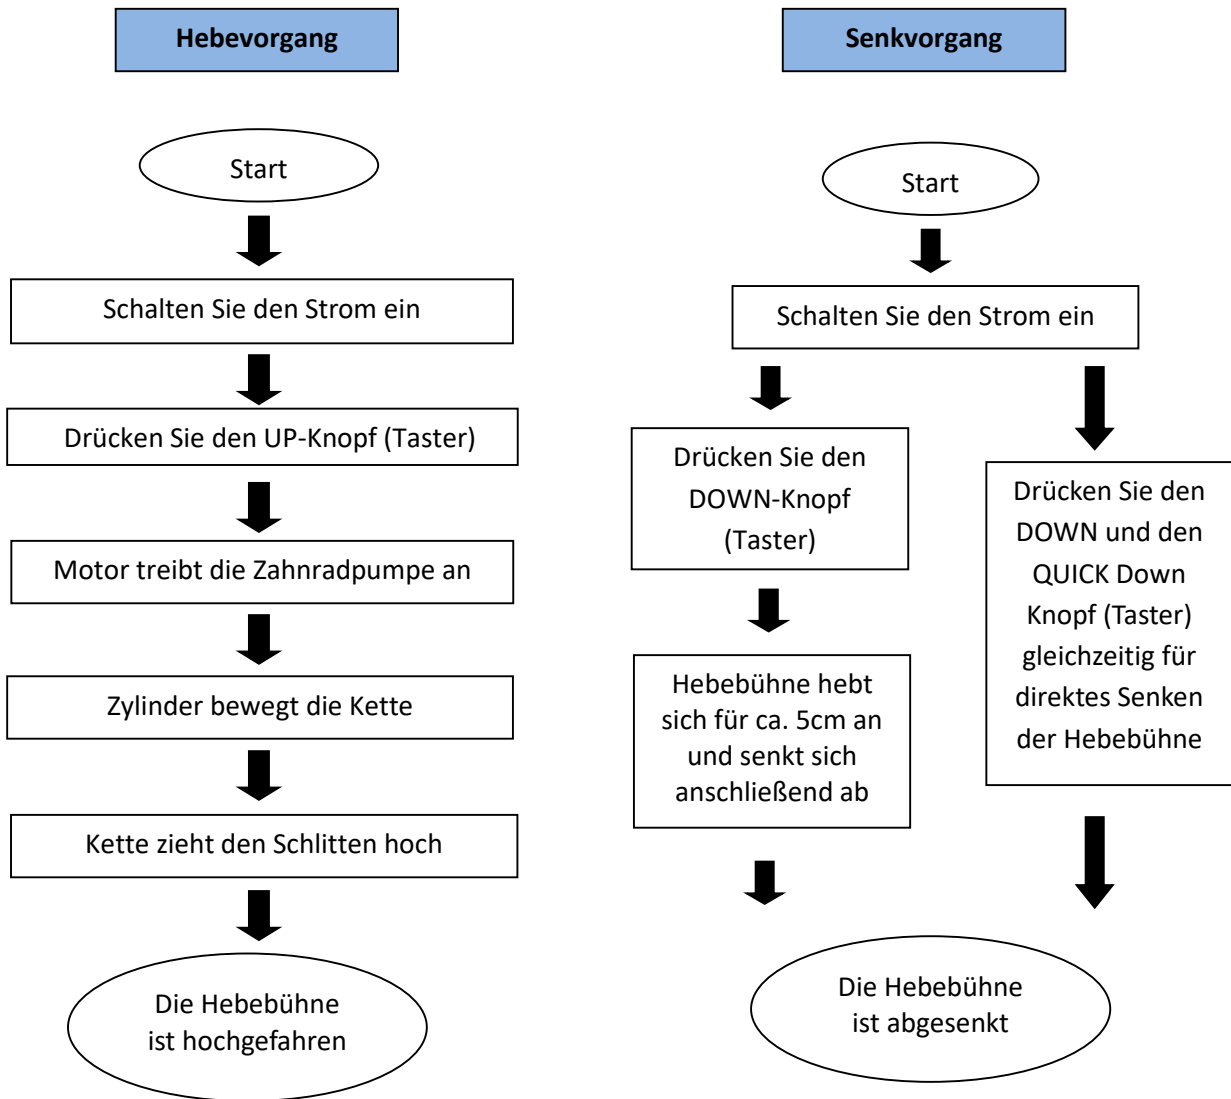 Hebevorgang
Start
Schalten Sie den Strom ein
Drücken Sie den UP-Knopf (Taster)
Motor treibt die Zahnradpumpe an
Zylinder bewegt die Kette
Kette zieht den Schlitten hoch
Die Hebebühne
ist hochgefahren
Senkvorgang
Start
Schalten Sie den Strom ein
Drücken Sie den
DOWN-Knopf
(Taster)
Hebebühne hebt
sich für ca. 5cm an
und senkt sich
anschließend ab
Drücken Sie den
DOWN und den
QUICK Down
Knopf (Taster)
gleichzeitig für
direktes Senken
der Hebebühne
Die Hebebühne
ist abgesenkt